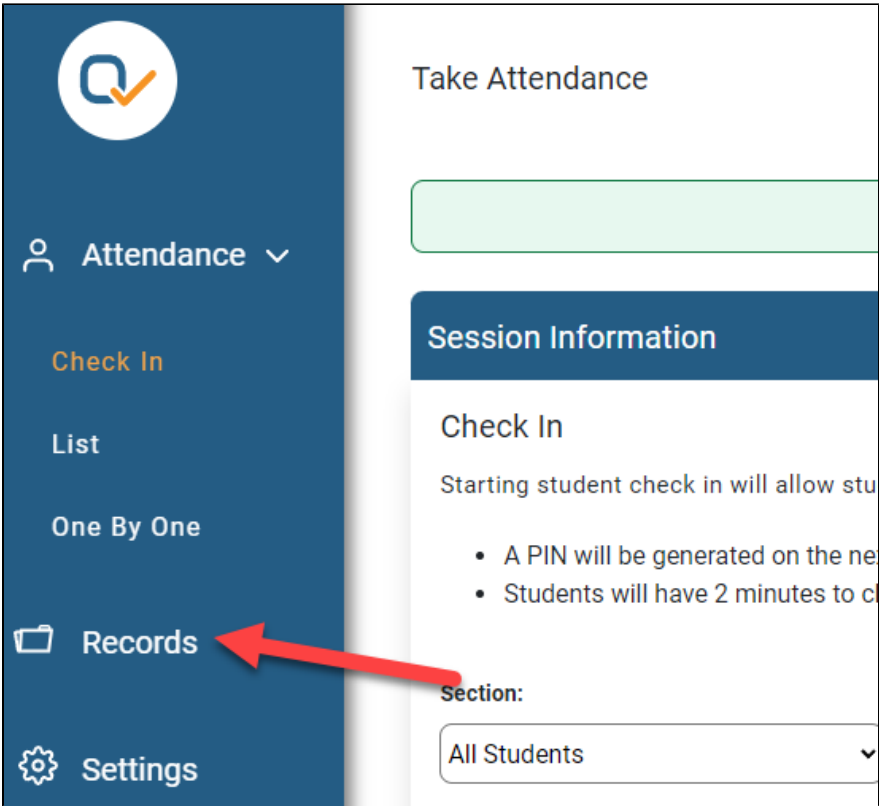 Take Attendance
Attendance
Check In
List
One By One
Records
Settings
Session Information
Check In
Starting student check in will allow stu
A PIN will be generated on the ne
Students will have 2 minutes to cl
Section:
All Students